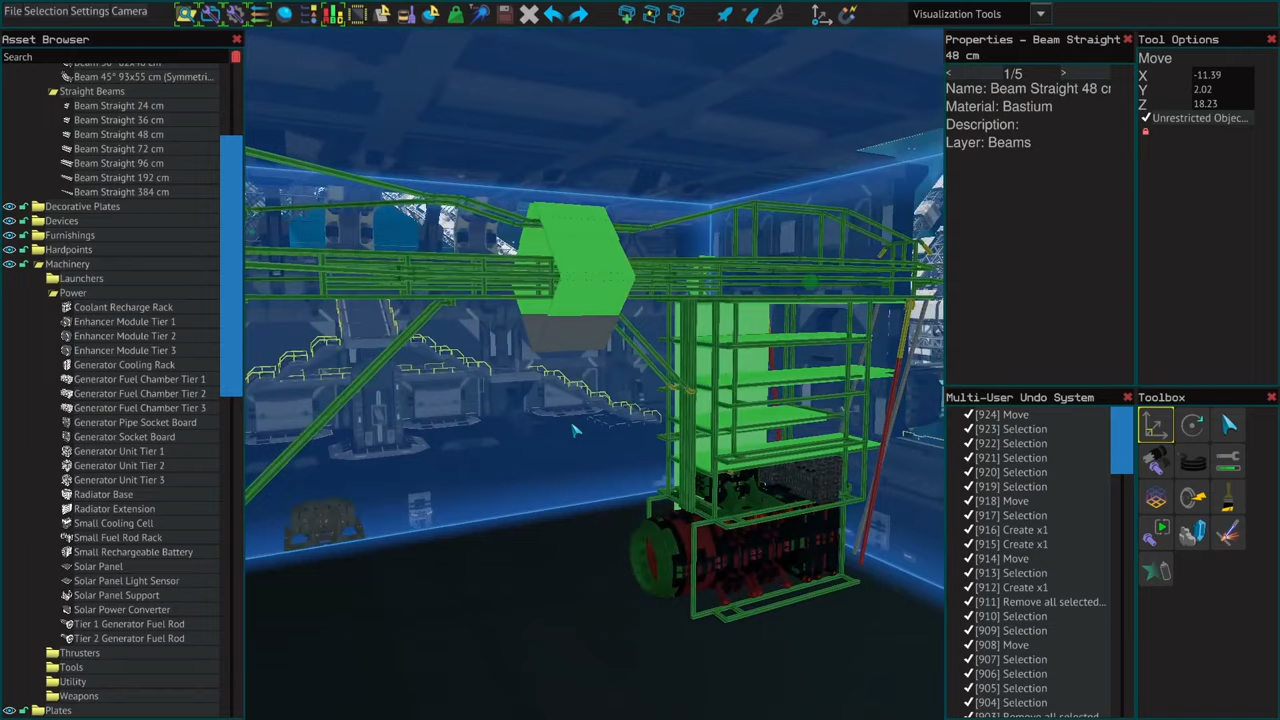 File Selection Settings Camera
Visualization Tools
Asset Browser
Search
Beam 45° 93x55 cm (Symmetri...
Straight Beams
Beam Straight 24 cm
Beam Straight 36 cm
Beam Straight 48 cm
Beam Straight 72 cm
Beam Straight 96 cm
Beam Straight 192 cm
Beam Straight 384 cm
Decorative Plates
Devices
Furnishings
Hardpoints
Machinery
Launchers
Power
Coolant Recharge Rack
Enhancer Module Tier 1
Enhancer Module Tier 2
Enhancer Module Tier 3
Generator Cooling Rack
Generator Fuel Chamber Tier 1
Generator Fuel Chamber Tier 2
Generator Fuel Chamber Tier 3
Generator Pipe Socket Board
Generator Socket Board
Generator Unit Tier 1
Generator Unit Tier 2
Generator Unit Tier 3
Radiator Base
Radiator Extension
Small Cooling Cell
Small Fuel Rod Rack
Small Rechargeable Battery
Solar Panel
Solar Panel Light Sensor
Solar Panel Support
Solar Power Converter
Tier 1 Generator Fuel Rod
Tier 2 Generator Fuel Rod
Thrusters
Tools
Utility
Weapons
Plates
Properties - Beam Straight
48 cm
< 1/5 >
Name: Beam Straight 48 cr
Material: Bastium
Description:
Layer: Beams
Multi-User Undo System
[924] Move
[923] Selection
[922] Selection
[921] Selection
[920] Selection
[919] Selection
[918] Move
[917] Selection
[916] Create x1
[915] Create x1
[914] Move
[913] Selection
[912] Create x1
[911] Remove all selected...
[910] Selection
[909] Selection
[908] Move
[907] Selection
[906] Selection
[905] Selection
[904] Selection
[903] Remove all selected...
Tool Options
Move
X -11.39
Y 2.02
Z 18.23
Unrestricted Objec...
Toolbox